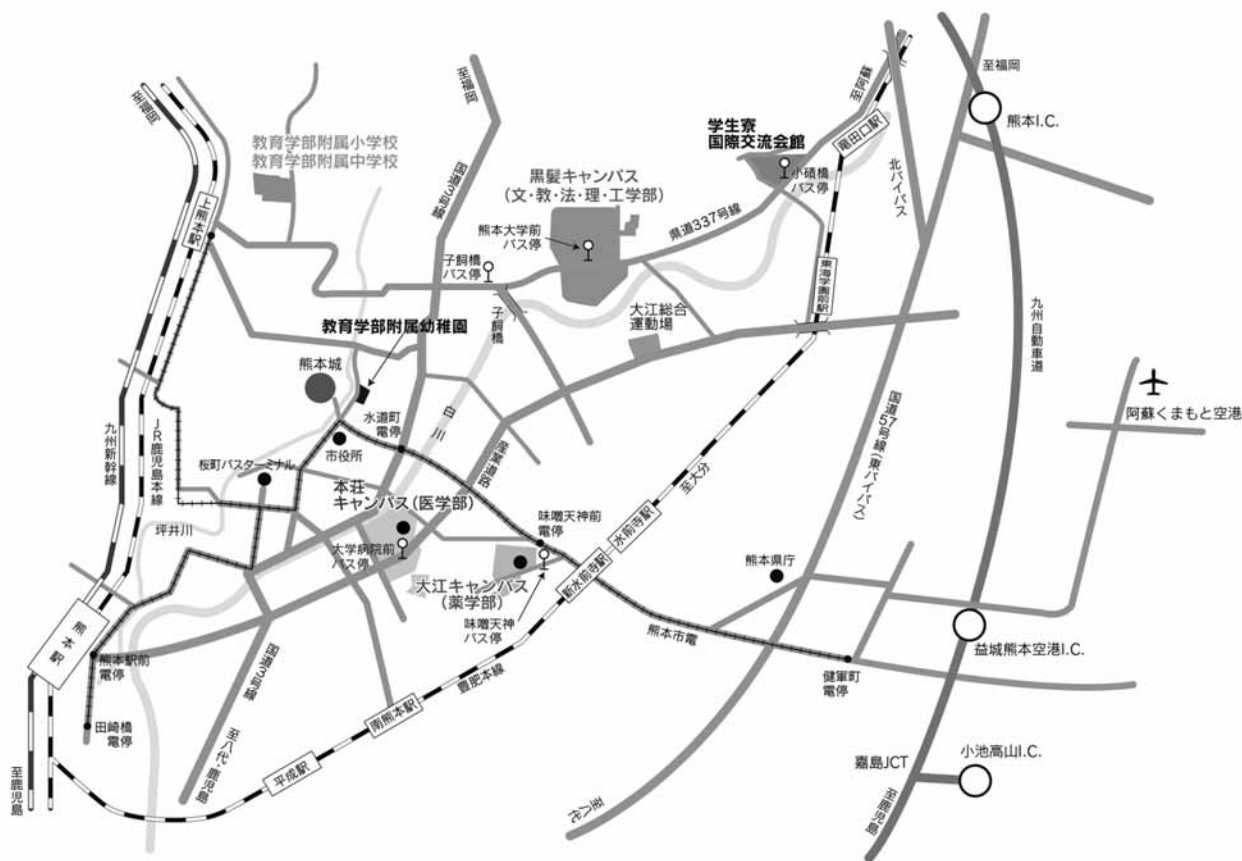 至福岡
至福岡
至阿蘇
至福岡
熊本I.C.
教育学部附属小学校
教育学部附属中学校
国道3号線
黒髪キャンパス
(文・教・法・理・工学部)
学生寮
国際交流会館
小磧橋
バス停
竜田口駅
北バイパス
上熊本駅
熊本大学前
バス停
県道337号線
子飼橋
バス停
子飼橋
東海学園前駅
大江総合
運動場
九州自動車道
教育学部附属幼稚園
熊本城
水道町
電停
白川
産業道路
国道57号線(東バイパス)
阿蘇くまもと空港
九州新幹線
JR鹿児島本線
市役所
桜町バスターミナル
至大分
本荘
キャンパス(医学部)
坪井川
味噌天神前
電停
水前寺駅
新水前寺駅
大学病院前
バス停
大江キャンパス
(薬学部)
味噌天神
バス停
熊本県庁
熊本市電
益城熊本空港I.C.
健軍町
電停
熊本駅
熊本駅前
電停
国道3号線
豊肥本線
南熊本駅
田崎橋
電停
至八代・鹿児島
平成駅
至鹿児島
嘉島JCT
小池高山I.C.
至八代
至鹿児島